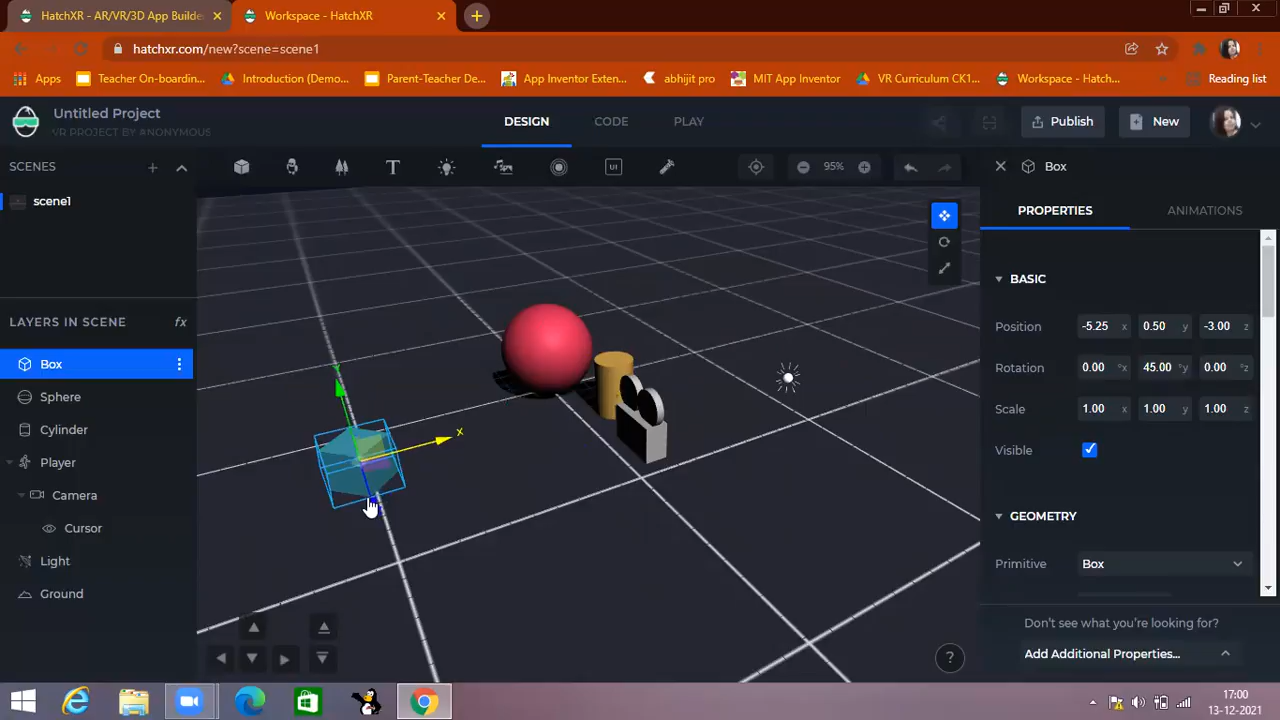 HatchXR - AR/VR/3D App Builde
Workspace - HatchXR
hatchxr.com/new?scene=scene1
Apps
Teacher On-boardin...
Introduction (Demo...
Parent-Teacher De...
App Inventor Exten...
abhijit pro
MIT App Inventor
VR Curriculum CK1...
Workspace - Hatch...
Reading list
Untitled Project
VR PROJECT BY #NONYMOUS
DESIGN
CODE
PLAY
Publish
New
SCENES
T
UI
95%
Box
scene1
PROPERTIES
ANIMATIONS
BASIC
LAYERS IN SCENE
fx
Position
-5.25 x
0.50 y
-3.00 z
Box
Rotation
0.00 °x
45.00 °y
0.00 °z
Sphere
Scale
1.00 x
1.00 y
1.00 z
Cylinder
Visible
Y
x
Player
Camera
GEOMETRY
Cursor
Light
Primitive
Box
Ground
Don't see what you're looking for?
Add Additional Properties...
?
17:00
13-12-2021